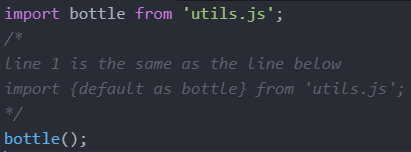 import bottle from 'utils.js';
/*
line 1 is the same as the line below
import {default as bottle} from 'utils.js';
*/
bottle();